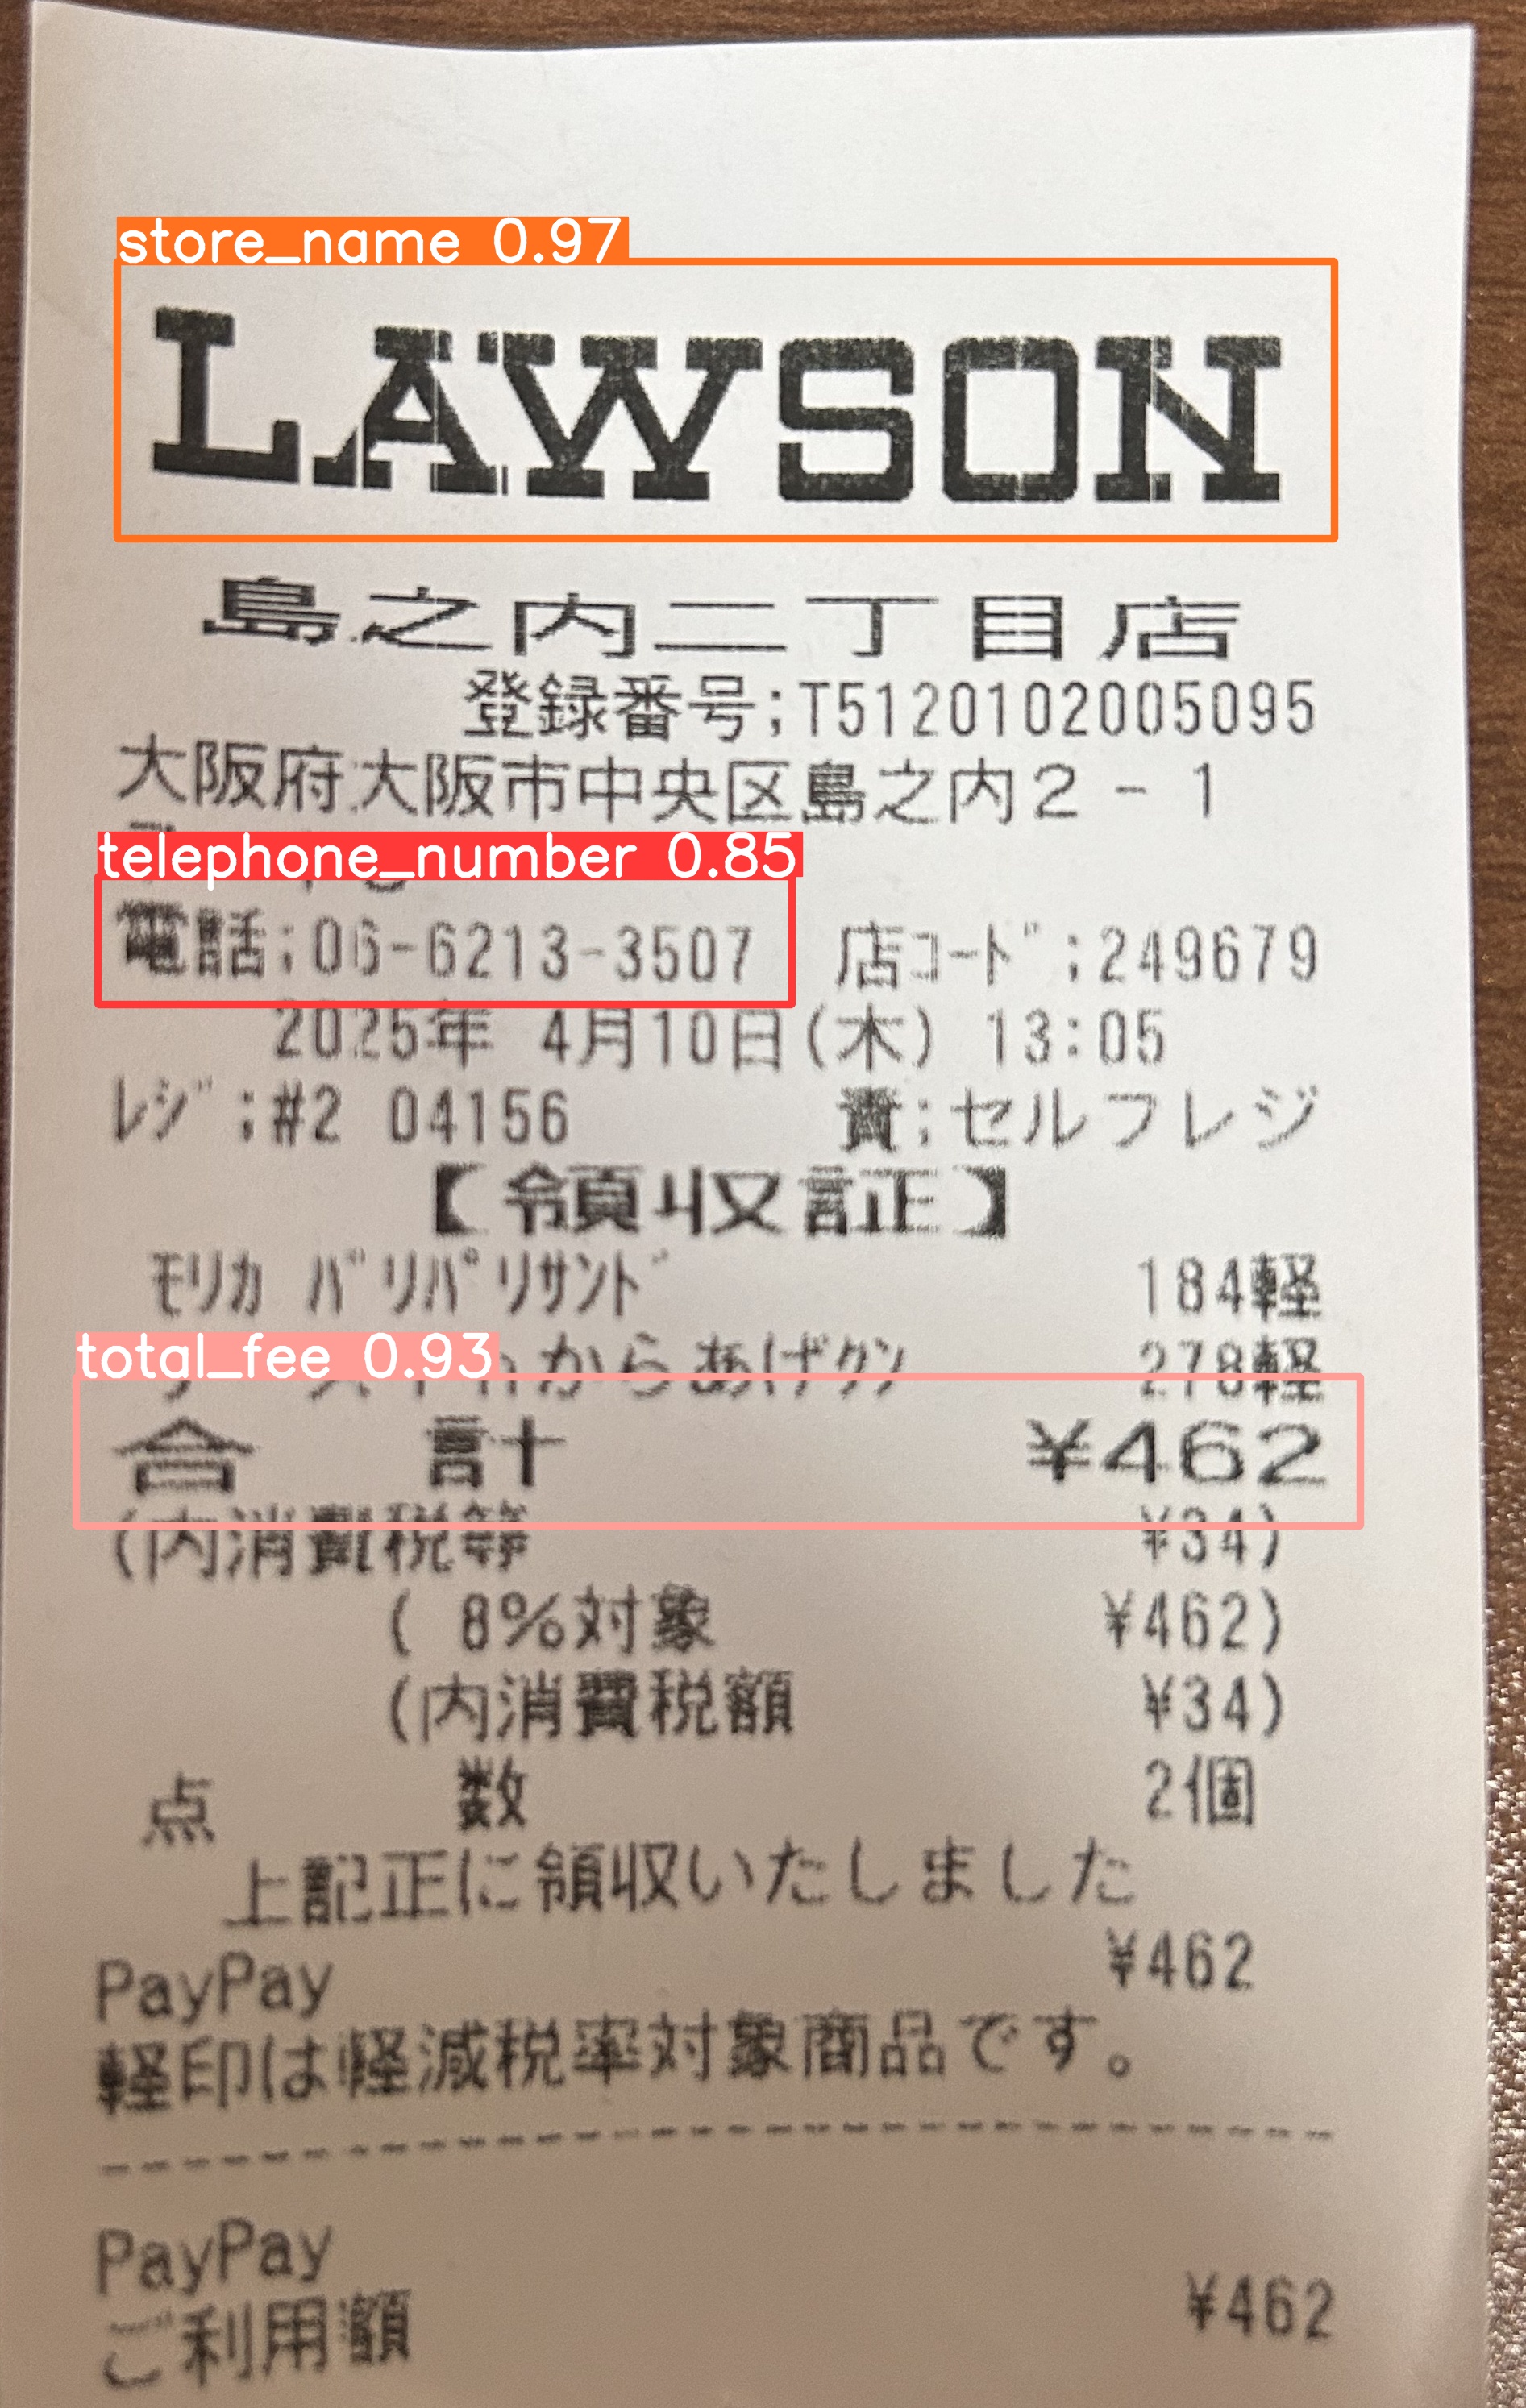 store_name 0.97
LAWSON
島之内二丁目店
登録番号;T5120102005095
大阪府大阪市中央区島之内2-1
telephone_number 0.85
電話;06-6213-3507 店ｺｰﾄﾞ;249679
2025年 4月10日(木) 13:05
ﾚｼﾞ;#2 04156 責;セルフレジ
【領収証】
ﾓﾘｶ ﾊﾞﾘﾊﾟﾘｻﾝﾄﾞ 184軽
total_fee 0.93
からあげｸﾝ 278軽
合 計 ¥462
(内消費税等 ¥34)
( 8%対象 ¥462)
(内消費税額 ¥34)
点 数 2個
上記正に領収いたしました
PayPay ¥462
軽印は軽減税率対象商品です。
PayPay
ご利用額 ¥462